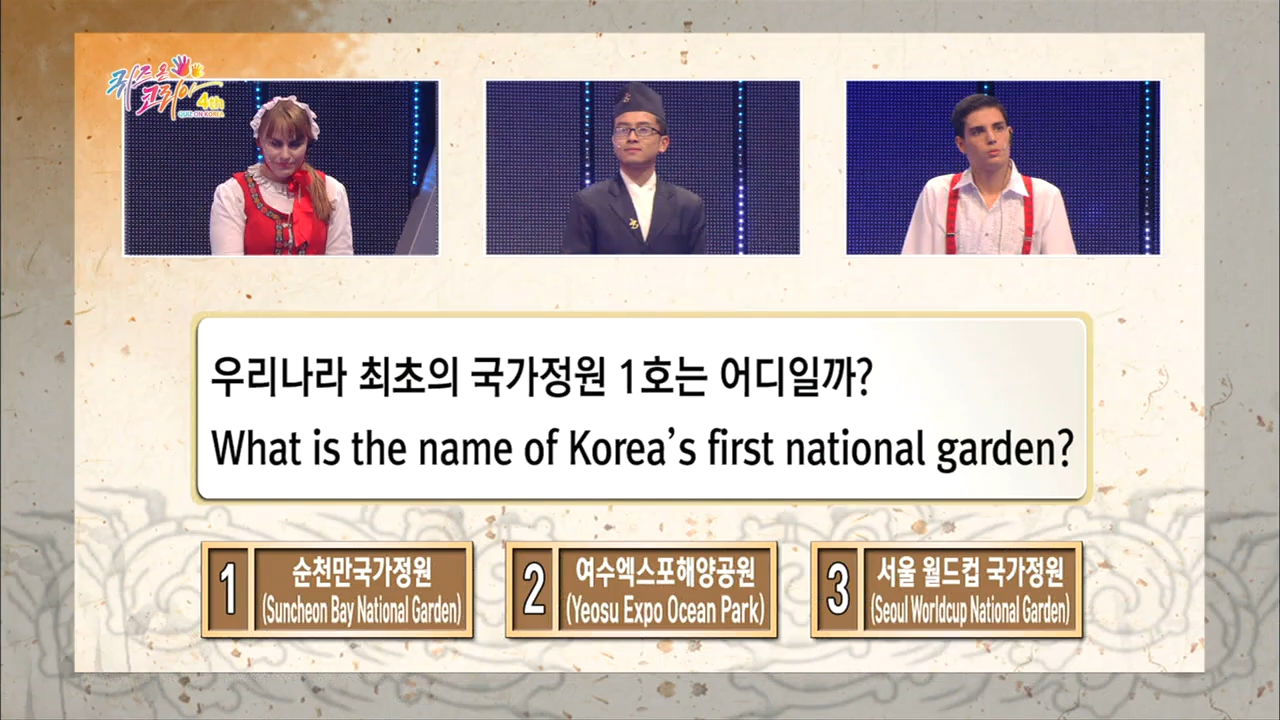 퀴즈 온
코리아
4th
QUIZ ON KOREA
우리나라 최초의 국가정원 1호는 어디일까?
What is the name of Korea's first national garden?
1
순천만국가정원
(Suncheon Bay National Garden)
2
여수엑스포해양공원
(Yeosu Expo Ocean Park)
3
서울 월드컵 국가정원
(Seoul Worldcup National Garden)